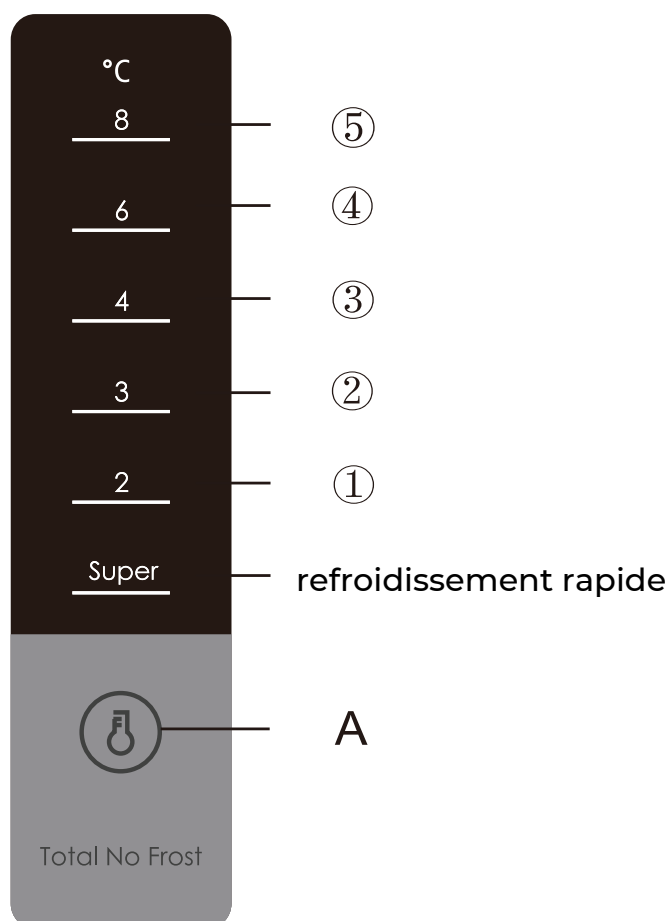 °C
8 ⑤
6 ④
4 ③
3 ②
2 ①
Super refroidissement rapide
A
Total No Frost